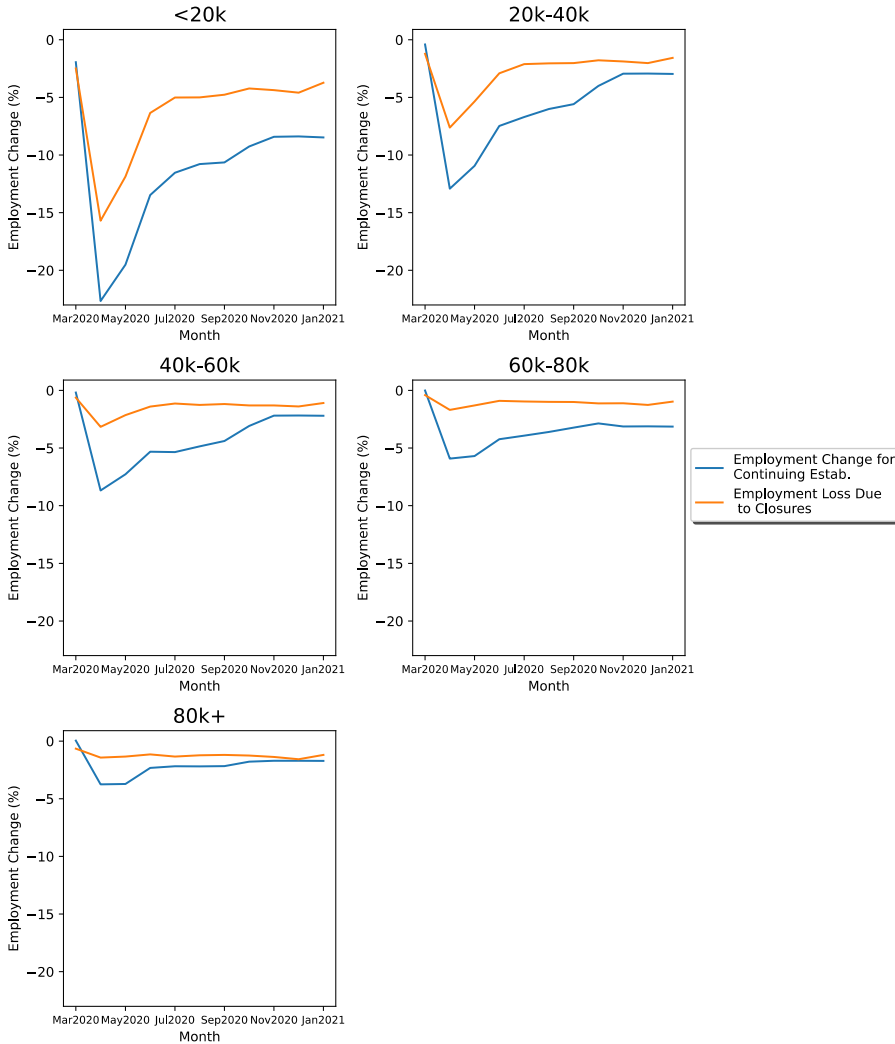 <20k
0
−5
−10
−15
−20
Employment Change (%)
Mar2020 May2020 Jul2020 Sep2020 Nov2020 Jan2021
Month
20k-40k
0
−5
−10
−15
−20
Employment Change (%)
Mar2020 May2020 Jul2020 Sep2020 Nov2020 Jan2021
Month
40k-60k
0
−5
−10
−15
−20
Employment Change (%)
Mar2020 May2020 Jul2020 Sep2020 Nov2020 Jan2021
Month
60k-80k
0
−5
−10
−15
−20
Employment Change (%)
Mar2020 May2020 Jul2020 Sep2020 Nov2020 Jan2021
Month
Employment Change for
Continuing Estab.
Employment Loss Due
to Closures
80k+
0
−5
−10
−15
−20
Employment Change (%)
Mar2020 May2020 Jul2020 Sep2020 Nov2020 Jan2021
Month